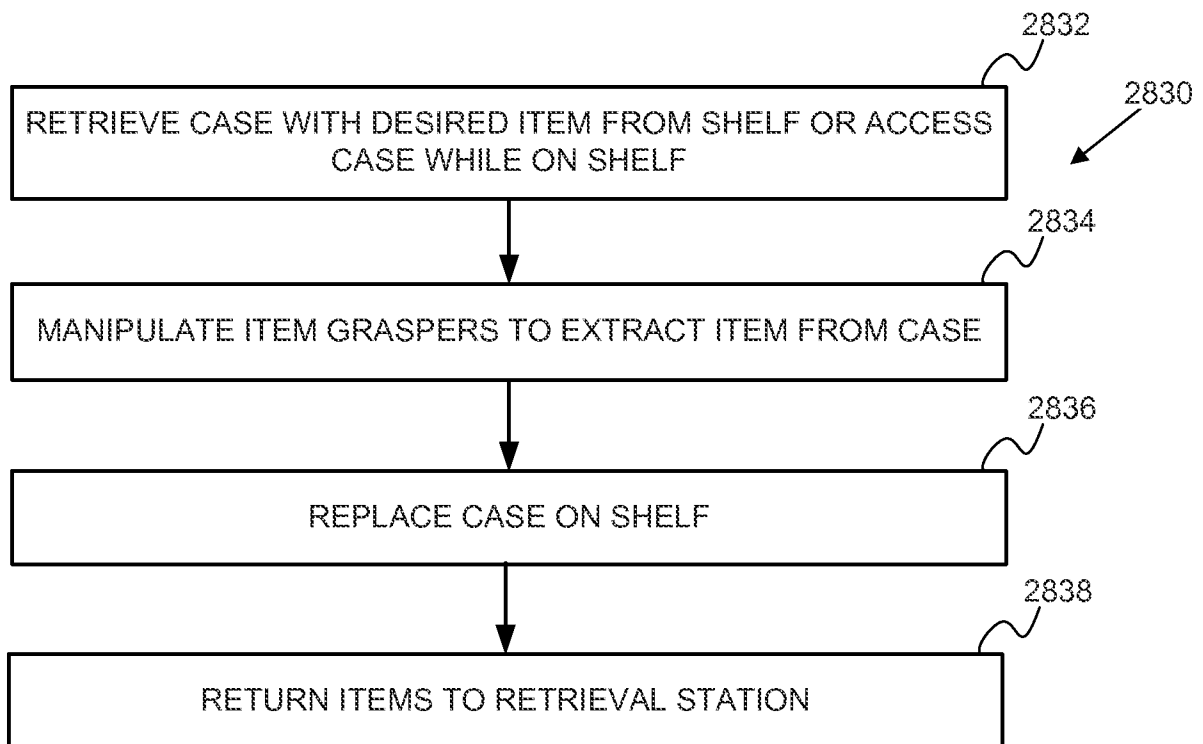 2832
2830
RETRIEVE CASE WITH DESIRED ITEM FROM SHELF OR ACCESS
CASE WHILE ON SHELF
2834
MANIPULATE ITEM GRASPERS TO EXTRACT ITEM FROM CASE
2836
REPLACE CASE ON SHELF
2838
RETURN ITEMS TO RETRIEVAL STATION